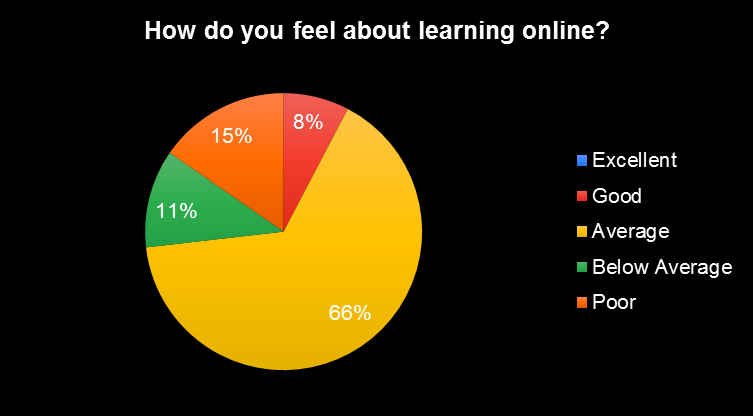 How do you feel about learning online?
8%
15%
11%
66%
Excellent
Good
Average
Below Average
Poor